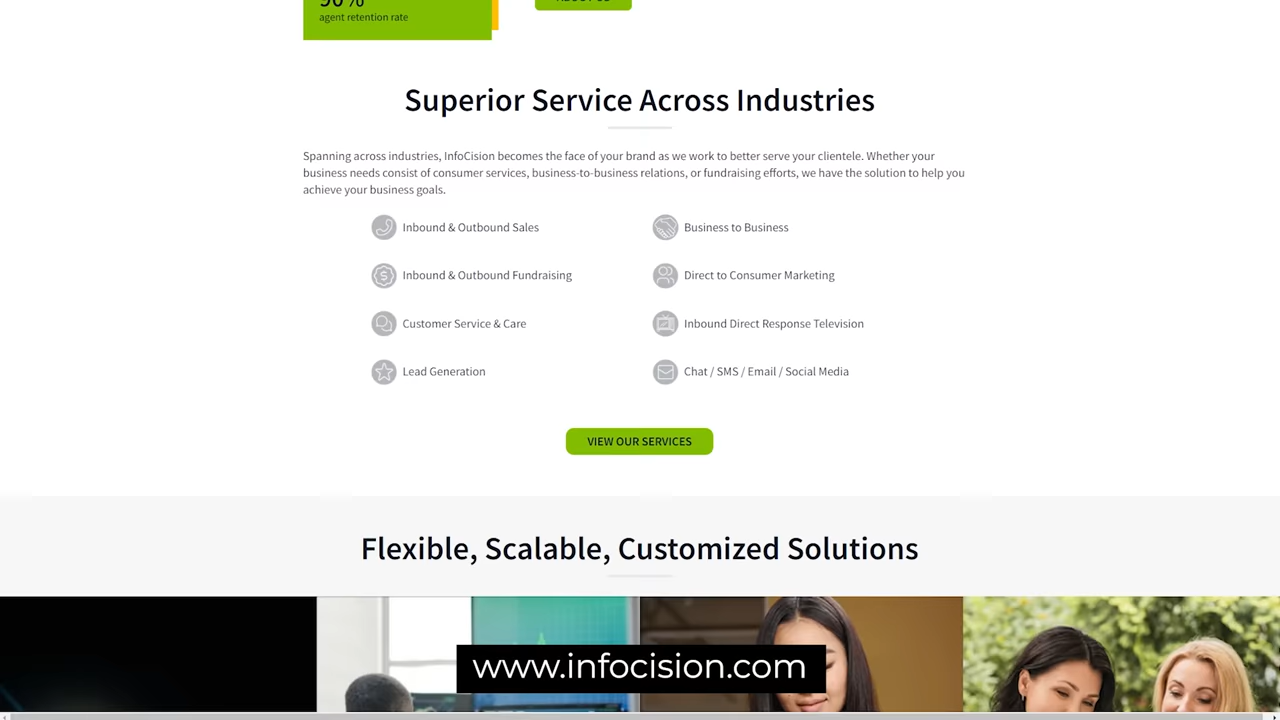 90%
agent retention rate
ABOUT US
Superior Service Across Industries
Spanning across industries, InfoCision becomes the face of your brand as we work to better serve your clientele. Whether your
business needs consist of consumer services, business-to-business relations, or fundraising efforts, we have the solution to help you
achieve your business goals.
Inbound & Outbound Sales
Business to Business
Inbound & Outbound Fundraising
Direct to Consumer Marketing
Customer Service & Care
Inbound Direct Response Television
Lead Generation
Chat / SMS / Email / Social Media
VIEW OUR SERVICES
Flexible, Scalable, Customized Solutions
www.infocision.com